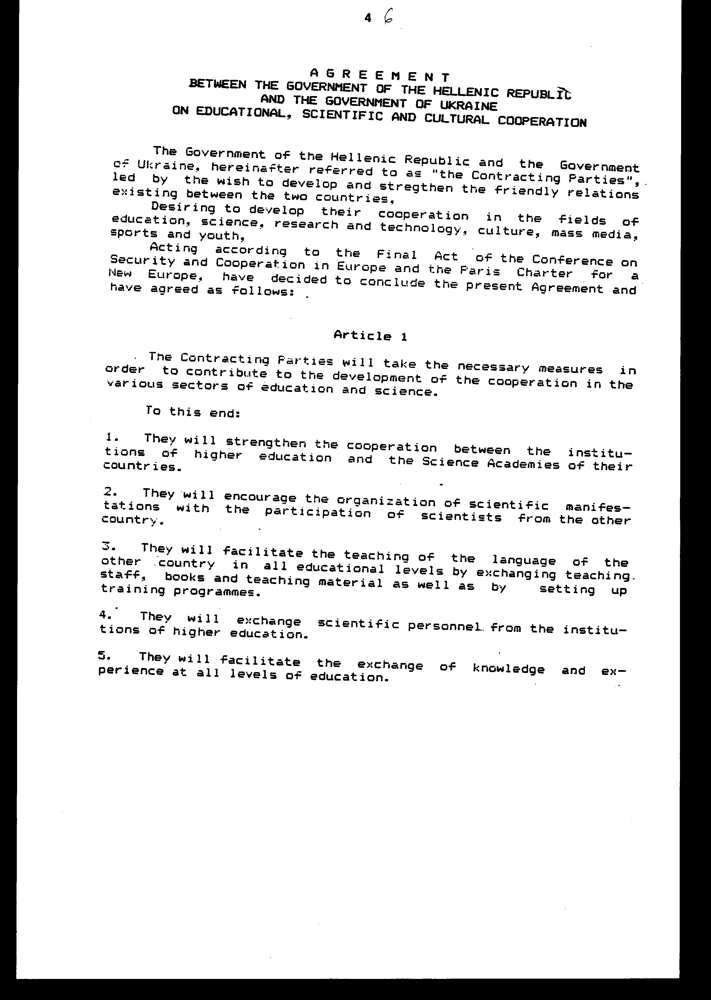 4 6
A G R E E M E N T
BETWEEN THE GOVERNMENT OF THE HELLENIC REPUBLIC
AND THE GOVERNMENT OF UKRAINE
ON EDUCATIONAL, SCIENTIFIC AND CULTURAL COOPERATION
The Government of the Hellenic Republic and the Government
of Ukraine, hereinafter referred to as "the Contracting Parties",
led by the wish to develop and stregthen the friendly relations
existing between the two countries,
Desiring to develop their cooperation in the fields of
education, science, research and technology, culture, mass media,
sports and youth,
Acting according to the Final Act of the Conference on
Security and Cooperation in Europe and the Paris Charter for a
New Europe, have decided to conclude the present Agreement and
have agreed as follows:
Article 1
The Contracting Parties will take the necessary measures in
order to contribute to the development of the cooperation in the
various sectors of education and science.
To this end:
1. They will strengthen the cooperation between the institu-
tions of higher education and the Science Academies of their
countries.
2. They will encourage the organization of scientific manifes-
tations with the participation of scientists from the other
country.
3. They will facilitate the teaching of the language of the
other country in all educational levels by exchanging teaching
staff, books and teaching material as well as by setting up
training programmes.
4. They will exchange scientific personnel from the institu-
tions of higher education.
5. They will facilitate the exchange of knowledge and ex-
perience at all levels of education.